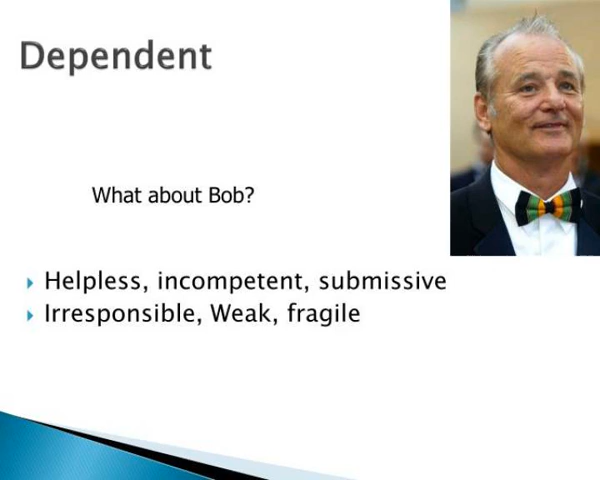 Dependent
What about Bob?
Helpless, incompetent, submissive
Irresponsible, Weak, fragile